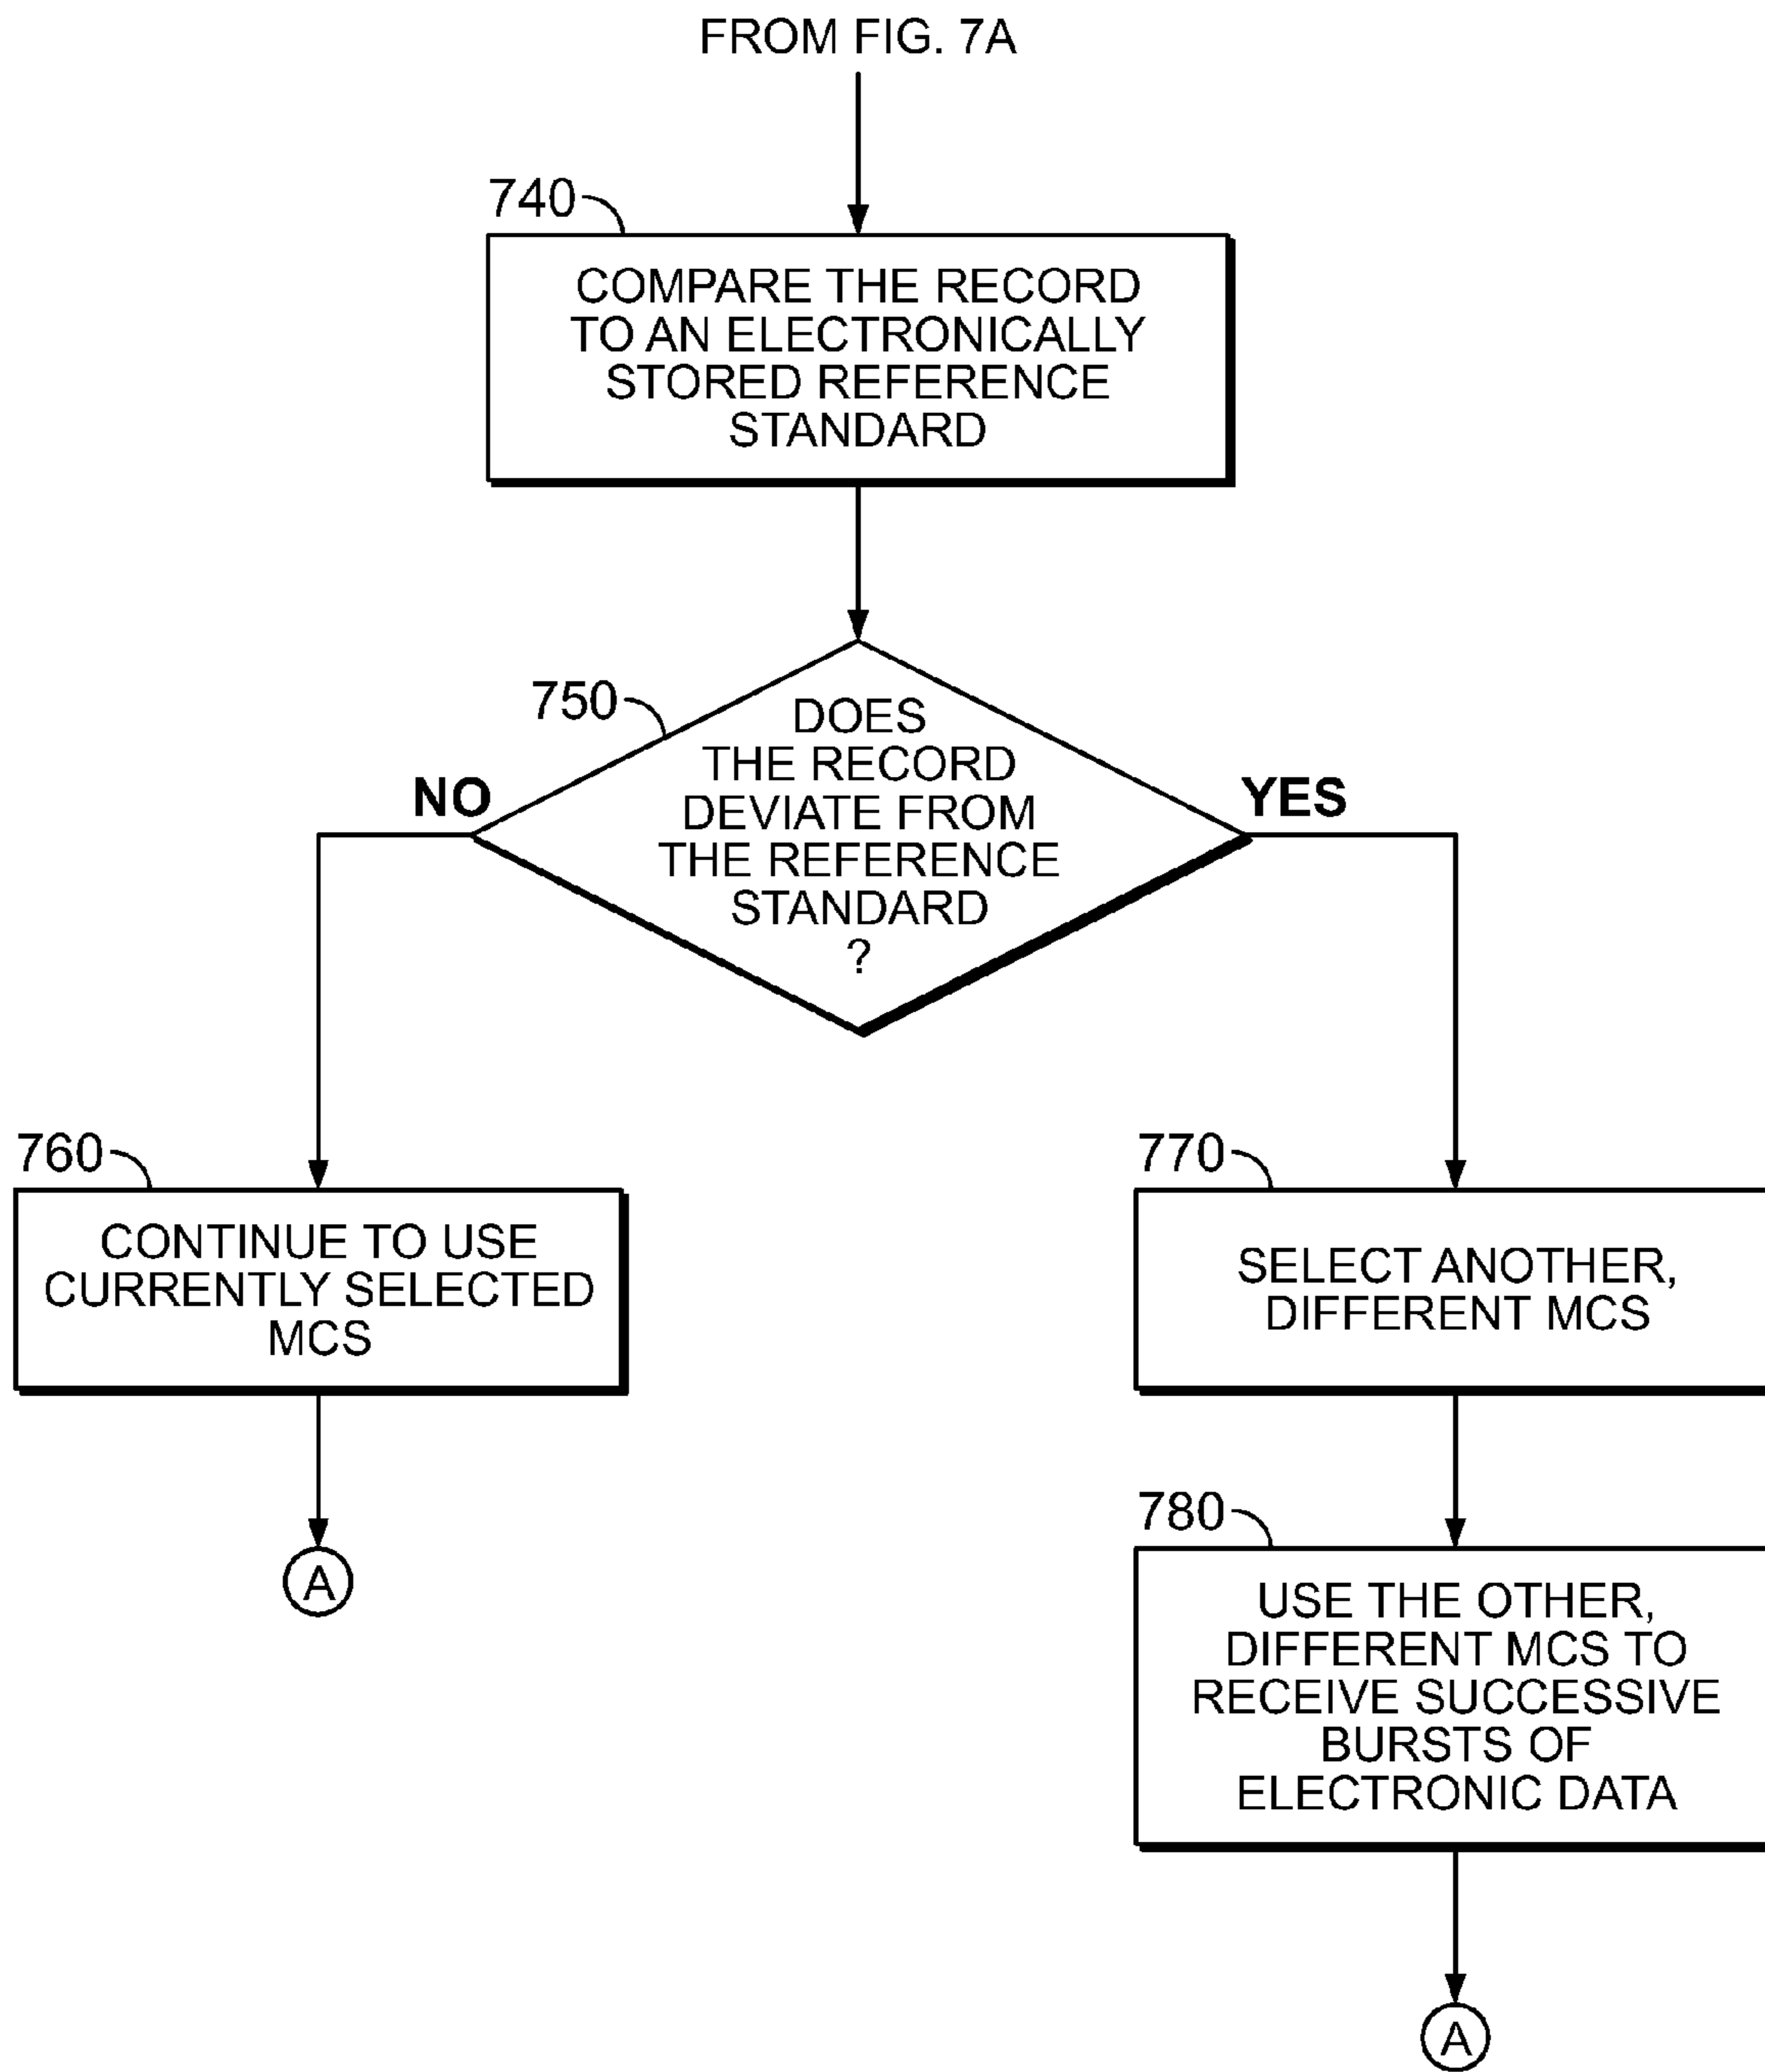 FROM FIG. 7A
740
COMPARE THE RECORD
TO AN ELECTRONICALLY
STORED REFERENCE
STANDARD
750
DOES
THE RECORD
DEVIATE FROM
THE REFERENCE
STANDARD
?
NO
YES
760
CONTINUE TO USE
CURRENTLY SELECTED
MCS
A
770
SELECT ANOTHER,
DIFFERENT MCS
780
USE THE OTHER,
DIFFERENT MCS TO
RECEIVE SUCCESSIVE
BURSTS OF
ELECTRONIC DATA
A